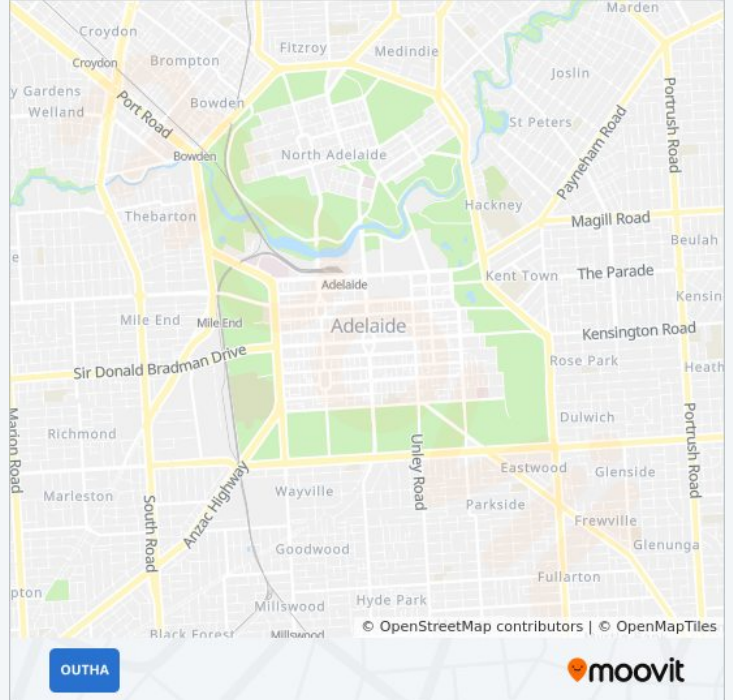 Marden
Croydon
Fitzroy
Medindie
Croydon
Brompton
Joslin
y Gardens
Welland
Port Road
Bowden
St Peters
Payneham Road
Portrush Road
Bowden
North Adelaide
Hackney
Thebarton
Magill Road
Beulah
e
Kent Town
The Parade
Adelaide
Kensin
Mile End
Mile End
Adelaide
Kensington Road
Sir Donald Bradman Drive
Rose Park
Heath
Marion Road
Richmond
Dulwich
Portrush Road
Unley Road
Eastwood
Glenside
Marleston
South Road
Anzac Highway
Wayville
Parkside
Frewville
Goodwood
Glenunga
Fullarton
pton
Millswood
Hyde Park
© OpenStreetMap contributors | © OpenMapTiles
Black Forest
Millswood
OUTHA
moovit